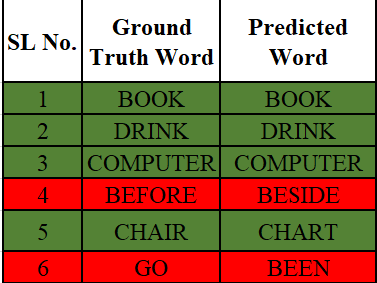 SL No. Ground Truth Word Predicted Word
1 BOOK BOOK
2 DRINK DRINK
3 COMPUTER COMPUTER
4 BEFORE BESIDE
5 CHAIR CHART
6 GO BEEN